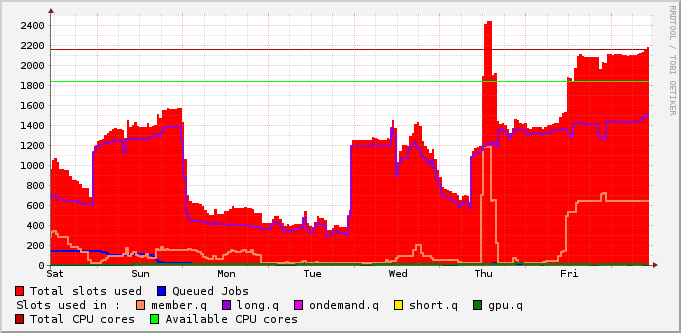 RRDTOOL / TOBI OETIKER
2400
2200
2000
1800
1600
1400
1200
1000
800
600
400
200
0
Sat Sun Mon Tue Wed Thu Fri
Total slots used Queued Jobs
Slots used in : member.q long.q ondemand.q short.q gpu.q
Total CPU cores Available CPU cores